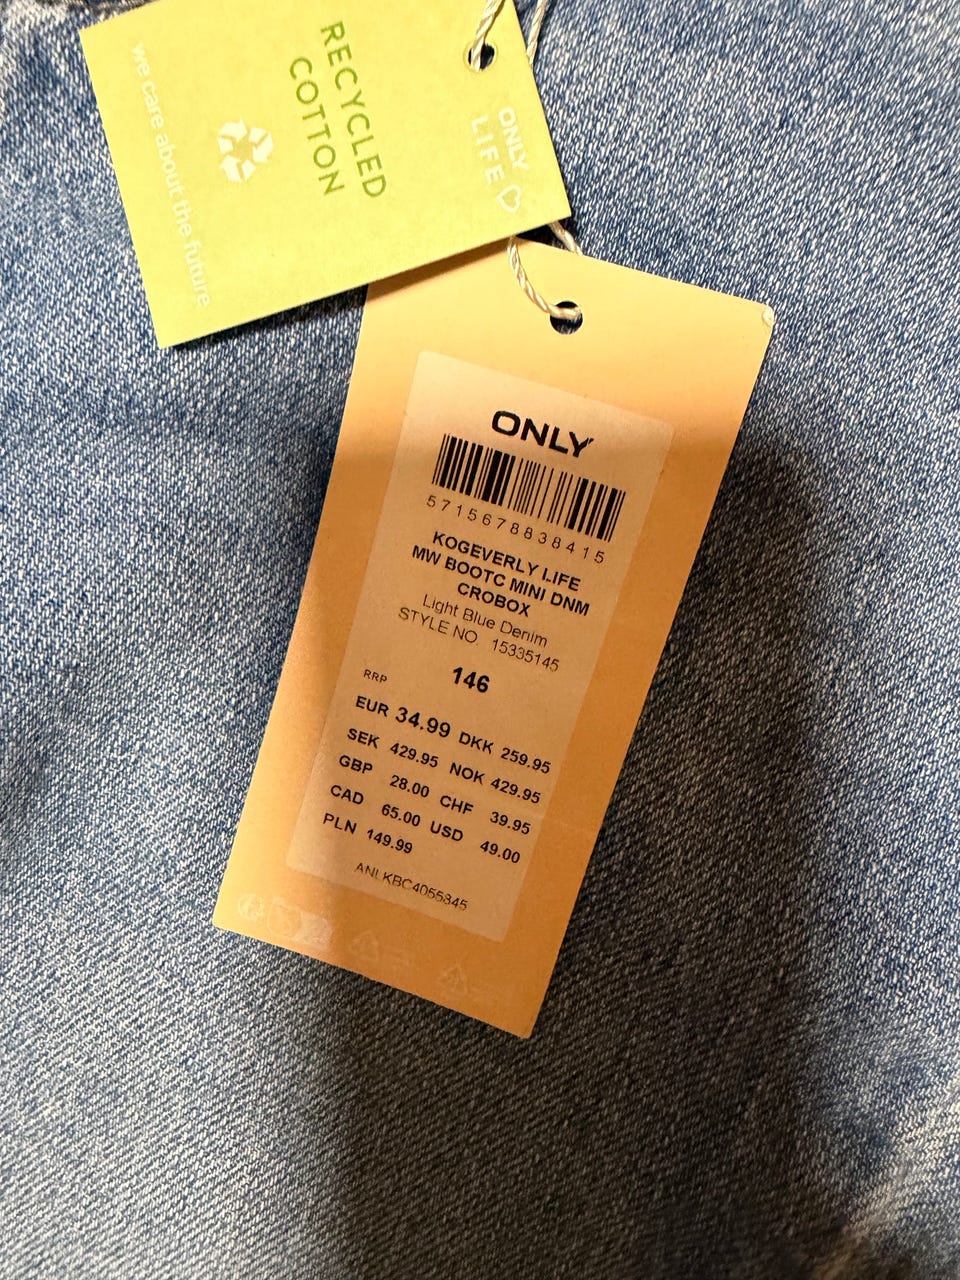 RECYCLED
COTTON
we care about the future
ONLY
LIFE
ONLY
5715678838415
KOGEVERLY LIFE
MW BOOTC MINI DNM
CROBOX
Light Blue Denim
STYLE NO. 15335145
RRP 146
EUR 34.99 DKK 259.95
SEK 429.95 NOK 429.95
GBP 28.00 CHF 39.95
CAD 65.00 USD 49.00
PLN 149.99
ANLKBC4055345